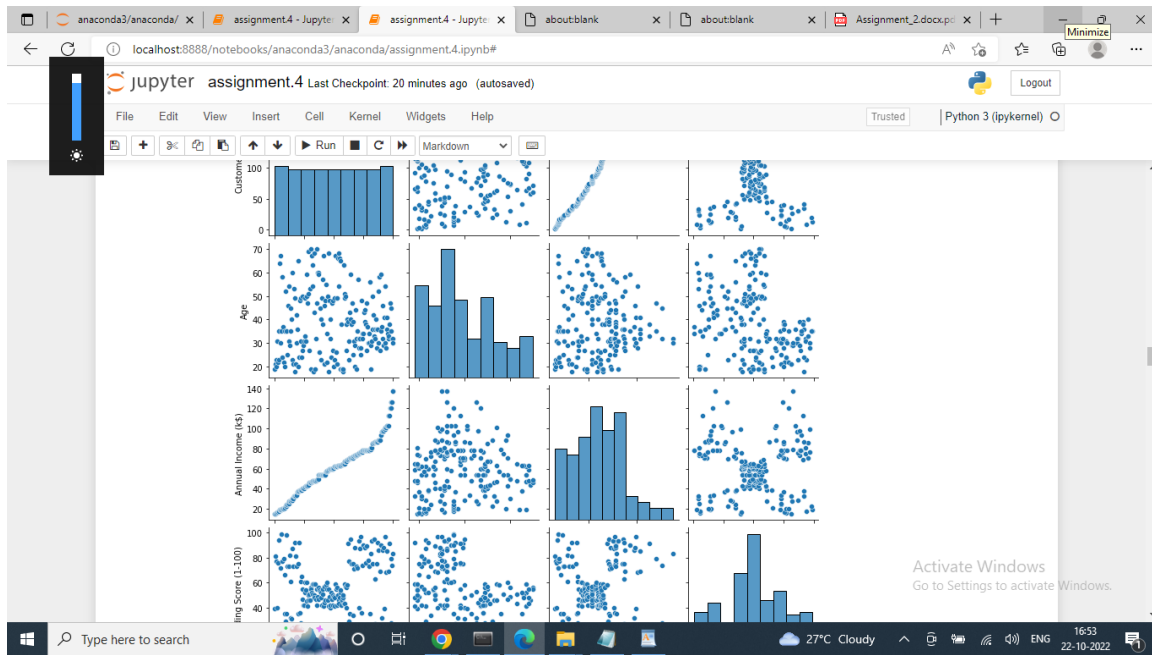 anaconda3/anaconda/
assignment.4 - Jupyte
assignment.4 - Jupyte
about:blank
about:blank
Assignment_2.docx.pd
Minimize
localhost:8888/notebooks/anaconda3/anaconda/assignment.4.ipynb#
jupyter assignment.4 Last Checkpoint: 20 minutes ago (autosaved)
Logout
File Edit View Insert Cell Kernel Widgets Help
Trusted Python 3 (ipykernel)
Run Markdown
Custome
100
50
0
Age
70
60
50
40
30
20
Annual Income (k$)
140
120
100
80
60
40
20
ding Score (1-100)
100
80
60
40
Activate Windows
Go to Settings to activate Windows.
Type here to search
27°C Cloudy
ENG
16:53
22-10-2022
1